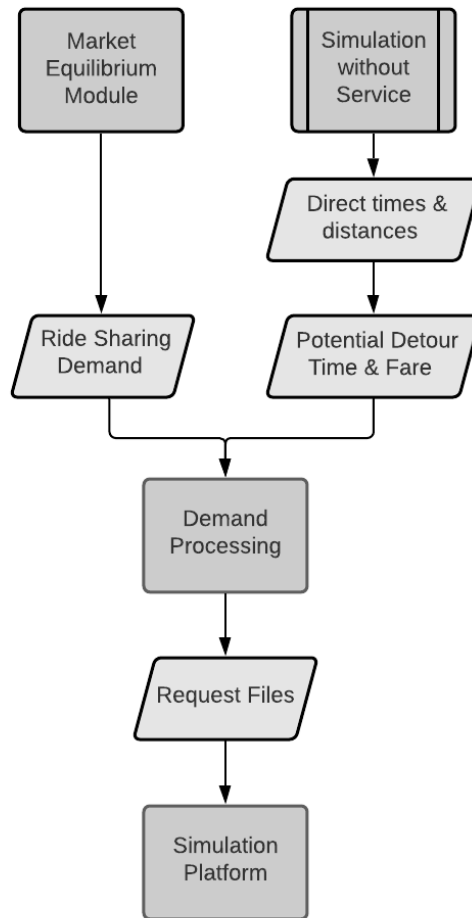 Market
Equilibrium
Module
Simulation
without
Service
Direct times &
distances
Ride Sharing
Demand
Potential Detour
Time & Fare
Demand
Processing
Request Files
Simulation
Platform